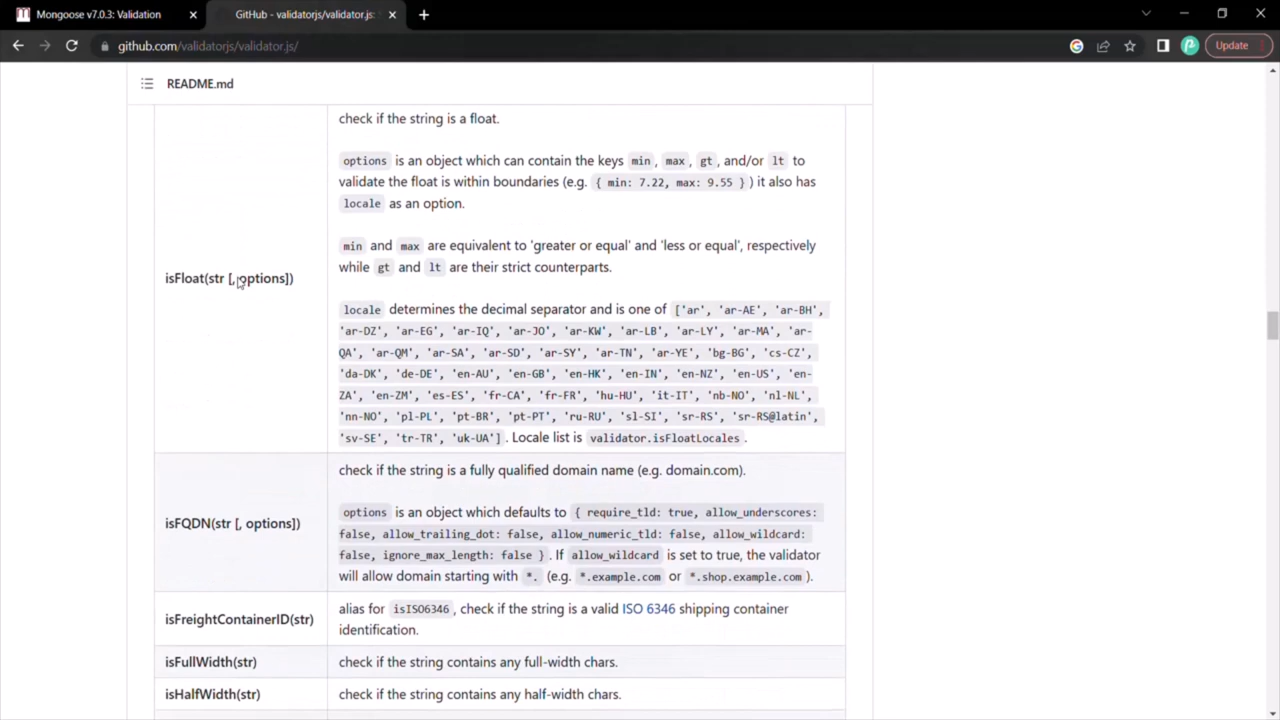 Mongoose v7.0.3: Validation
GitHub - validatorjs/validator.js:
github.com/validatorjs/validator.js/
Update
README.md
check if the string is a float.
options is an object which can contain the keys min, max, gt, and/or lt to
validate the float is within boundaries (e.g. { min: 7.22, max: 9.55 }) it also has
locale as an option.
min and max are equivalent to 'greater or equal' and 'less or equal', respectively
while gt and lt are their strict counterparts.
isFloat(str [, options])
locale determines the decimal separator and is one of ['ar', 'ar-AE', 'ar-BH',
'ar-DZ', 'ar-EG', 'ar-IQ', 'ar-JO', 'ar-KW', 'ar-LB', 'ar-LY', 'ar-MA', 'ar-
QA', 'ar-QM', 'ar-SA', 'ar-SD', 'ar-SY', 'ar-TN', 'ar-YE', 'bg-BG', 'cs-CZ',
'da-DK', 'de-DE', 'en-AU', 'en-GB', 'en-HK', 'en-IN', 'en-NZ', 'en-US', 'en-
ZA', 'en-ZM', 'es-ES', 'fr-CA', 'fr-FR', 'hu-HU', 'it-IT', 'nb-NO', 'nl-NL',
'nn-NO', 'pl-PL', 'pt-BR', 'pt-PT', 'ru-RU', 'sl-SI', 'sr-RS', 'sr-RS@latin',
'sv-SE', 'tr-TR', 'uk-UA']. Locale list is validator.isFloatLocales.
check if the string is a fully qualified domain name (e.g. domain.com).
isFQDN(str [, options])
options is an object which defaults to { require_tld: true, allow_underscores:
false, allow_trailing_dot: false, allow_numeric_tld: false, allow_wildcard:
false, ignore_max_length: false }. If allow_wildcard is set to true, the validator
will allow domain starting with *. (e.g. *.example.com or *.shop.example.com).
isFreightContainerID(str)
alias for isISO6346, check if the string is a valid ISO 6346 shipping container
identification.
isFullWidth(str)
check if the string contains any full-width chars.
isHalfWidth(str)
check if the string contains any half-width chars.